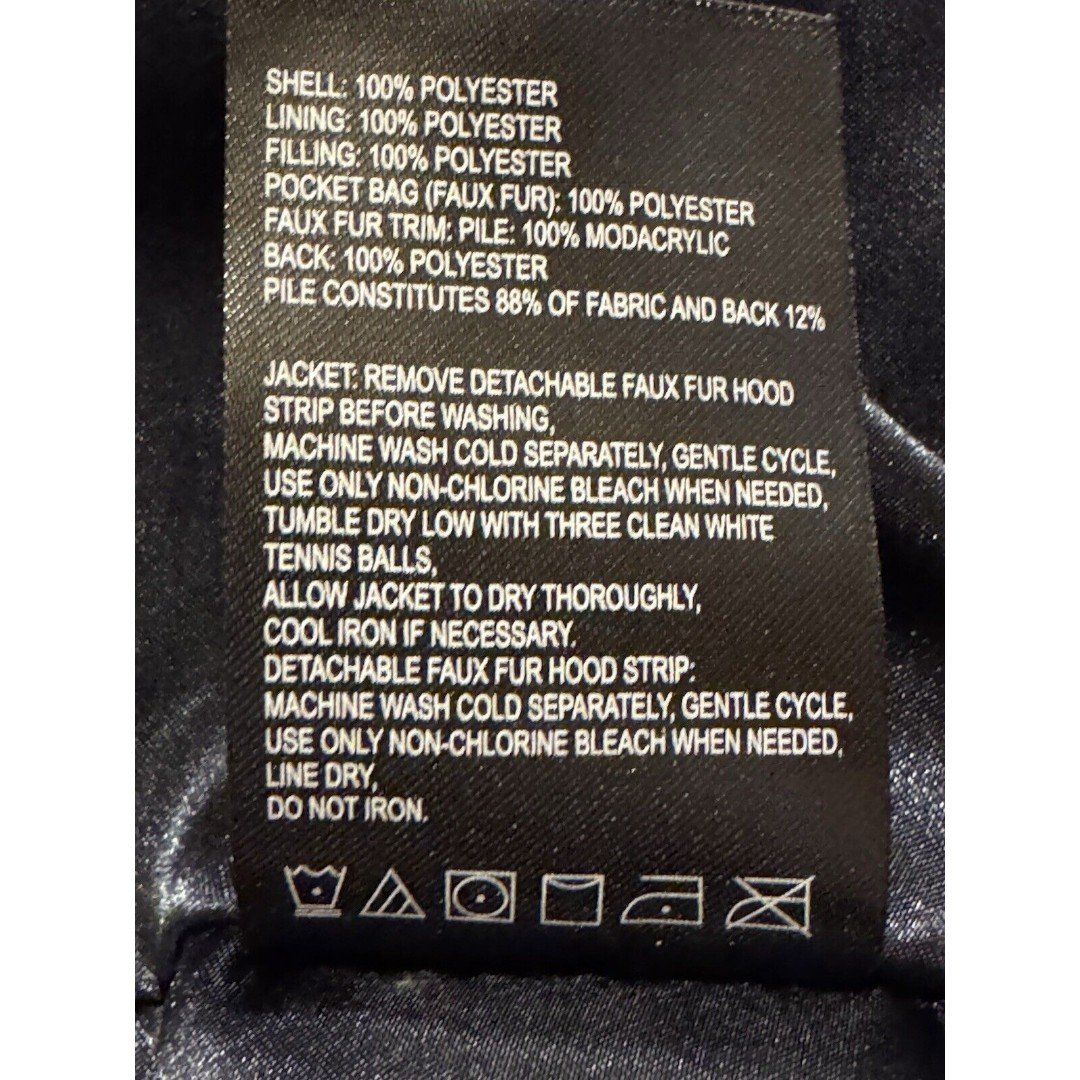 SHELL: 100% POLYESTER
LINING: 100% POLYESTER
FILLING: 100% POLYESTER
POCKET BAG (FAUX FUR): 100% POLYESTER
FAUX FUR TRIM: PILE: 100% MODACRYLIC
BACK: 100% POLYESTER
PILE CONSTITUTES 88% OF FABRIC AND BACK 12%
JACKET: REMOVE DETACHABLE FAUX FUR HOOD
STRIP BEFORE WASHING,
MACHINE WASH COLD SEPARATELY, GENTLE CYCLE,
USE ONLY NON-CHLORINE BLEACH WHEN NEEDED,
TUMBLE DRY LOW WITH THREE CLEAN WHITE
TENNIS BALLS,
ALLOW JACKET TO DRY THOROUGHLY,
COOL IRON IF NECESSARY.
DETACHABLE FAUX FUR HOOD STRIP:
MACHINE WASH COLD SEPARATELY, GENTLE CYCLE,
USE ONLY NON-CHLORINE BLEACH WHEN NEEDED,
LINE DRY,
DO NOT IRON.